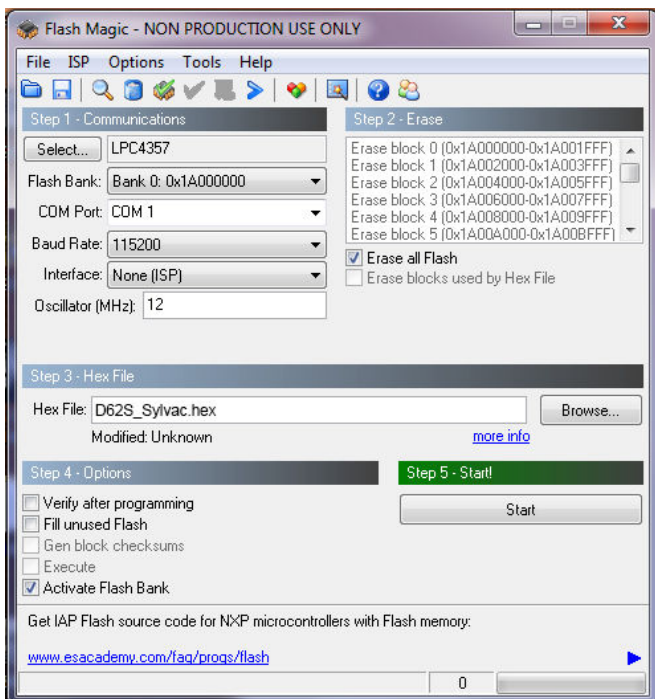 Flash Magic - NON PRODUCTION USE ONLY
File ISP Options Tools Help
Step 1 - Communications
Select... LPC4357
Flash Bank: Bank 0: 0x1A000000
COM Port: COM 1
Baud Rate: 115200
Interface: None (ISP)
Oscillator (MHz): 12
Step 2 - Erase
Erase block 0 (0x1A000000-0x1A001FFF)
Erase block 1 (0x1A002000-0x1A003FFF)
Erase block 2 (0x1A004000-0x1A005FFF)
Erase block 3 (0x1A006000-0x1A007FFF)
Erase block 4 (0x1A008000-0x1A009FFF)
Erase block 5 (0x1A00A000-0x1A00BFFF)
Erase all Flash
Erase blocks used by Hex File
Step 3 - Hex File
Hex File: D62S_Sylvac.hex Browse...
Modified: Unknown more info
Step 4 - Options
Verify after programming
Fill unused Flash
Gen block checksums
Execute
Activate Flash Bank
Step 5 - Start!
Start
Get IAP Flash source code for NXP microcontrollers with Flash memory:
www.esacademy.com/faq/progs/flash
0